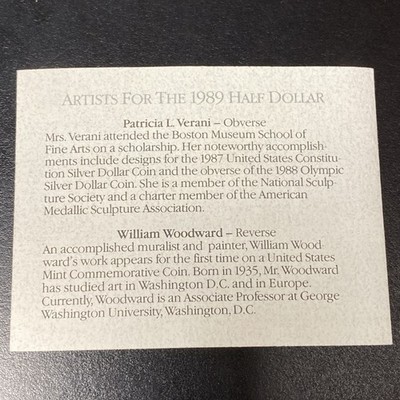 ARTISTS FOR THE 1989 HALF DOLLAR
Patricia L. Verani – Obverse
Mrs. Verani attended the Boston Museum School of
Fine Arts on a scholarship. Her noteworthy accomplish-
ments include designs for the 1987 United States Constitu-
tion Silver Dollar Coin and the obverse of the 1988 Olympic
Silver Dollar Coin. She is a member of the National Sculp-
ture Society and a charter member of the American
Medallic Sculpture Association.
William Woodward – Reverse
An accomplished muralist and painter, William Wood-
ward's work appears for the first time on a United States
Mint Commemorative Coin. Born in 1935, Mr. Woodward
has studied art in Washington D.C. and in Europe.
Currently, Woodward is an Associate Professor at George
Washington University, Washington, D.C.